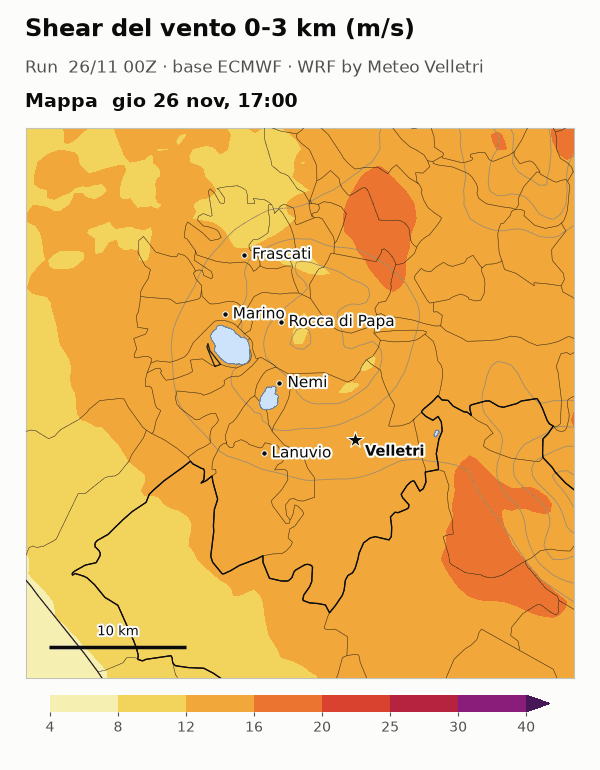 Shear del vento 0-3 km (m/s)
Run 26/11 00Z · base ECMWF · WRF by Meteo Velletri
Mappa gio 26 nov, 17:00
Frascati
Marino
Rocca di Papa
Nemi
Velletri
Lanuvio
10 km
4 8 12 16 20 25 30 40